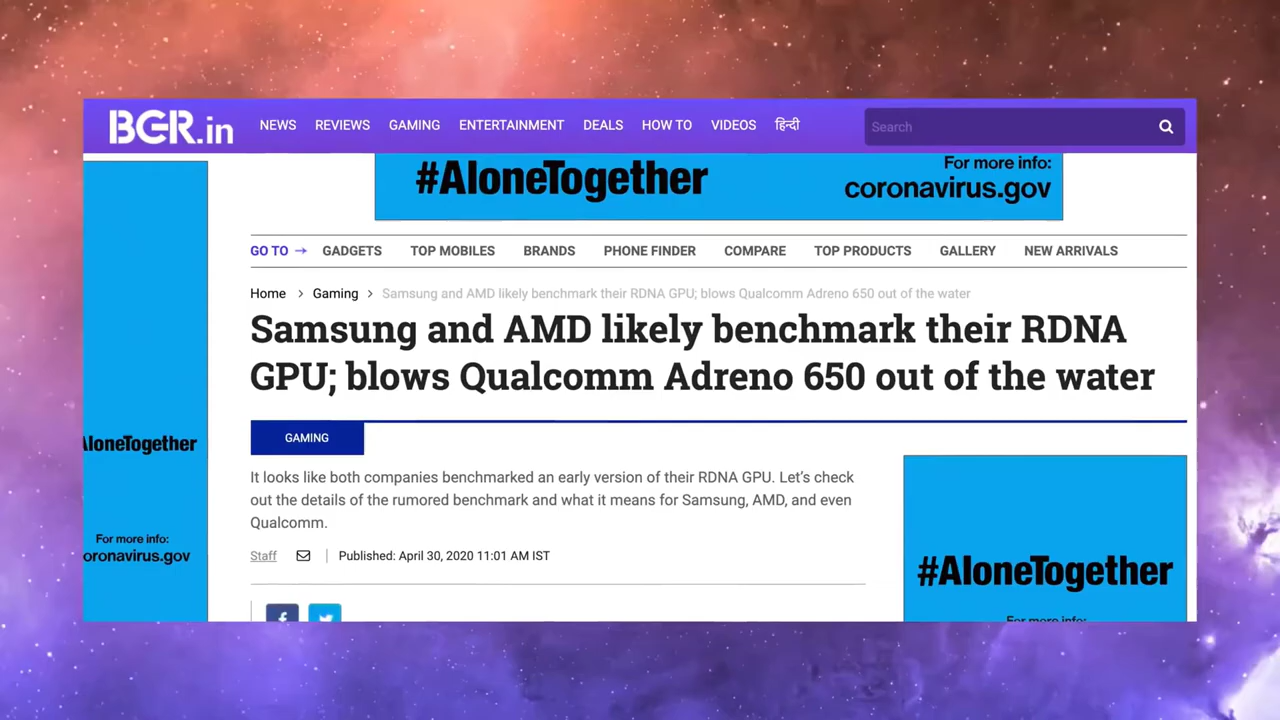 BGR.in NEWS REVIEWS GAMING ENTERTAINMENT DEALS HOW TO VIDEOS हिन्दी Search
#AloneTogether
For more info:
coronavirus.gov
GO TO → GADGETS TOP MOBILES BRANDS PHONE FINDER COMPARE TOP PRODUCTS GALLERY NEW ARRIVALS
Home > Gaming > Samsung and AMD likely benchmark their RDNA GPU; blows Qualcomm Adreno 650 out of the water
Samsung and AMD likely benchmark their RDNA
GPU; blows Qualcomm Adreno 650 out of the water
GAMING
It looks like both companies benchmarked an early version of their RDNA GPU. Let's check
out the details of the rumored benchmark and what it means for Samsung, AMD, and even
Qualcomm.
Staff | Published: April 30, 2020 11:01 AM IST
AloneTogether
For more info:
oronavirus.gov
#AloneTogether
For more info: